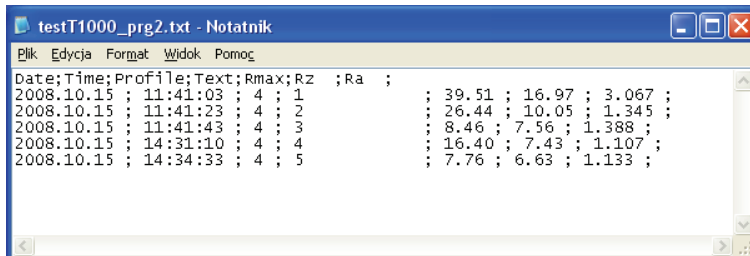 testT1000_prg2.txt - Notatnik
Plik Edycja Format Widok Pomoc
Date;Time;Profile;Text;Rmax;Rz ;Ra ;
2008.10.15 ; 11:41:03 ; 4 ; 1 ; 39.51 ; 16.97 ; 3.067 ;
2008.10.15 ; 11:41:23 ; 4 ; 2 ; 26.44 ; 10.05 ; 1.345 ;
2008.10.15 ; 11:41:43 ; 4 ; 3 ; 8.46 ; 7.56 ; 1.388 ;
2008.10.15 ; 14:31:10 ; 4 ; 4 ; 16.40 ; 7.43 ; 1.107 ;
2008.10.15 ; 14:34:33 ; 4 ; 5 ; 7.76 ; 6.63 ; 1.133 ;